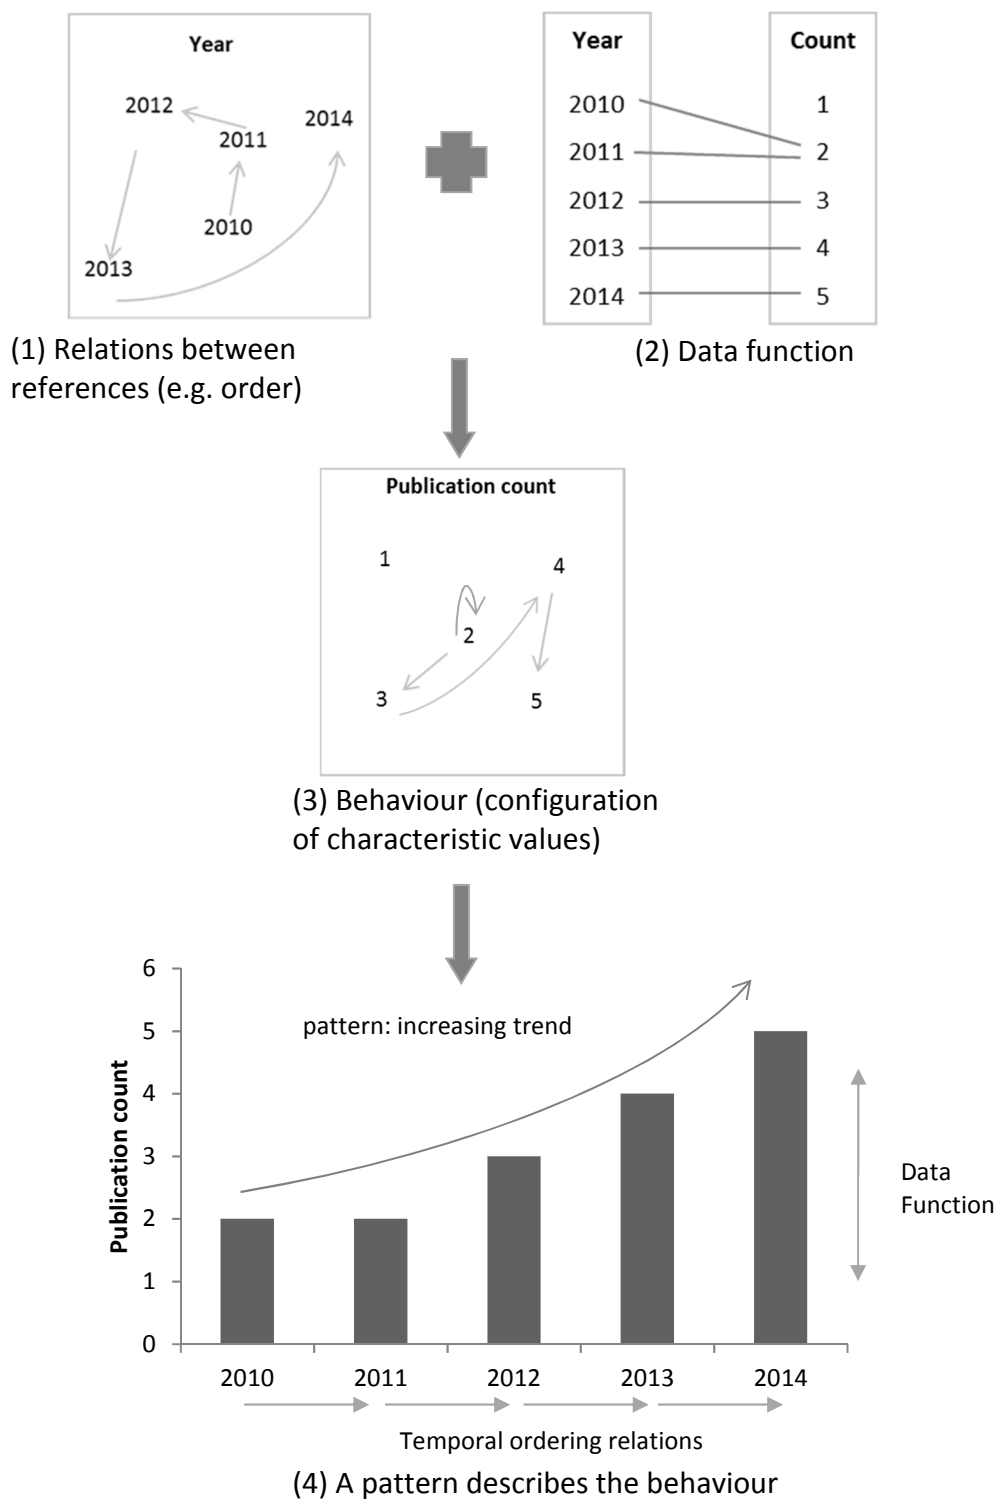 Year
2012
2014
2011
2010
2013
(1) Relations between
references (e.g. order)
Year Count
2010 1
2011 2
2012 3
2013 4
2014 5
(2) Data function
Publication count
1
4
2
3
5
(3) Behaviour (configuration
of characteristic values)
6
5
4
3
2
1
0
Publication count
pattern: increasing trend
Data
Function
2010 2011 2012 2013 2014
Temporal ordering relations
(4) A pattern describes the behaviour